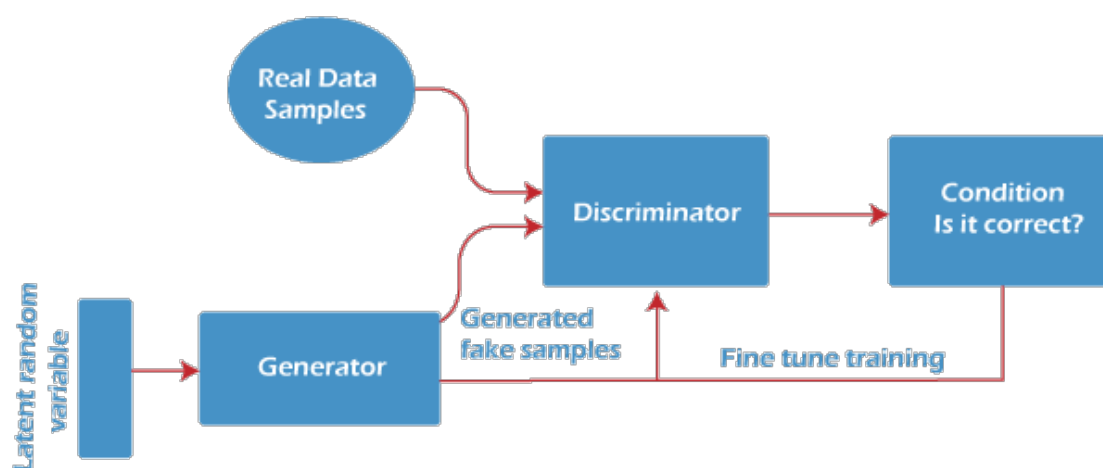 Real Data
Samples
Discriminator
Condition
Is it correct?
Latent random
variable
Generator
Generated
fake samples
Fine tune training